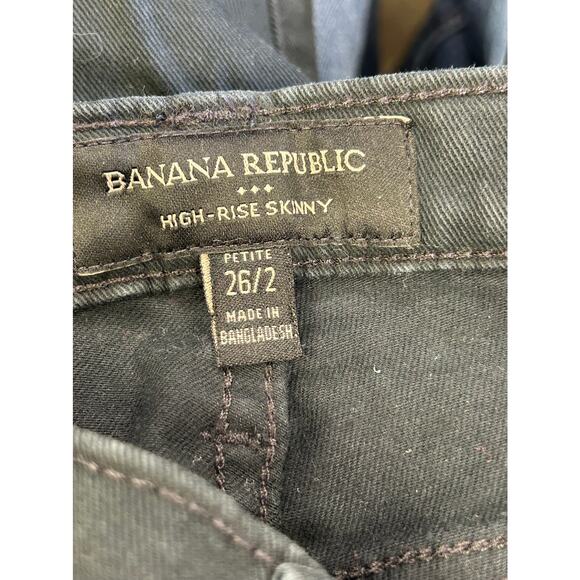 BANANA REPUBLIC
HIGH-RISE SKINNY
PETITE
26/2
MADE IN
BANGLADESH